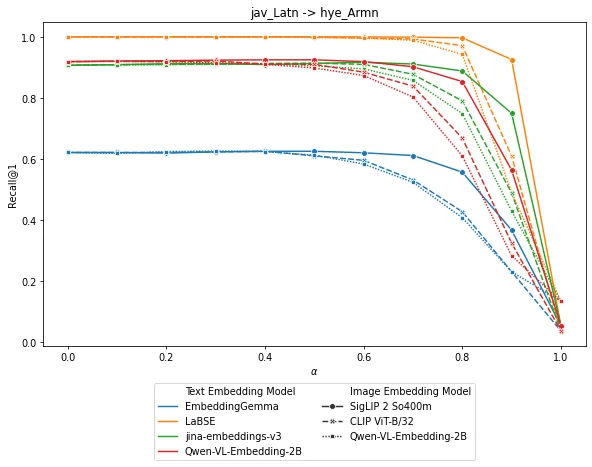 jav_Latn -> hye_Armn
1.0
0.8
0.6
0.4
0.2
0.0
Recall@1
0.0 0.2 0.4 0.6 0.8 1.0
α
Text Embedding Model
EmbeddingGemma
LaBSE
jina-embeddings-v3
Qwen-VL-Embedding-2B
Image Embedding Model
SigLIP 2 So400m
CLIP ViT-B/32
Qwen-VL-Embedding-2B